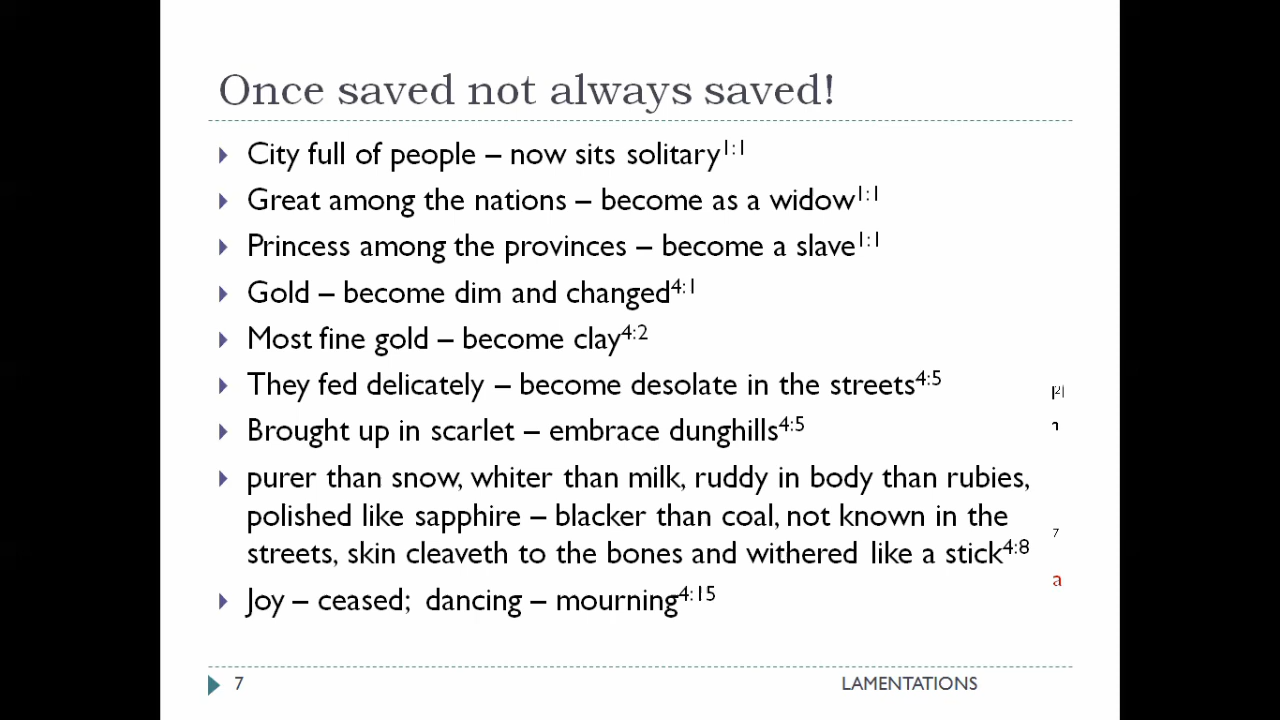 Once saved not always saved!
City full of people – now sits solitary1:1
Great among the nations – become as a widow1:1
Princess among the provinces – become a slave1:1
Gold – become dim and changed4:1
Most fine gold – become clay4:2
They fed delicately – become desolate in the streets4:5
Brought up in scarlet – embrace dunghills4:5
purer than snow, whiter than milk, ruddy in body than rubies,
polished like sapphire – blacker than coal, not known in the
streets, skin cleaveth to the bones and withered like a stick4:8
Joy – ceased; dancing – mourning4:15
7
a
7
LAMENTATIONS